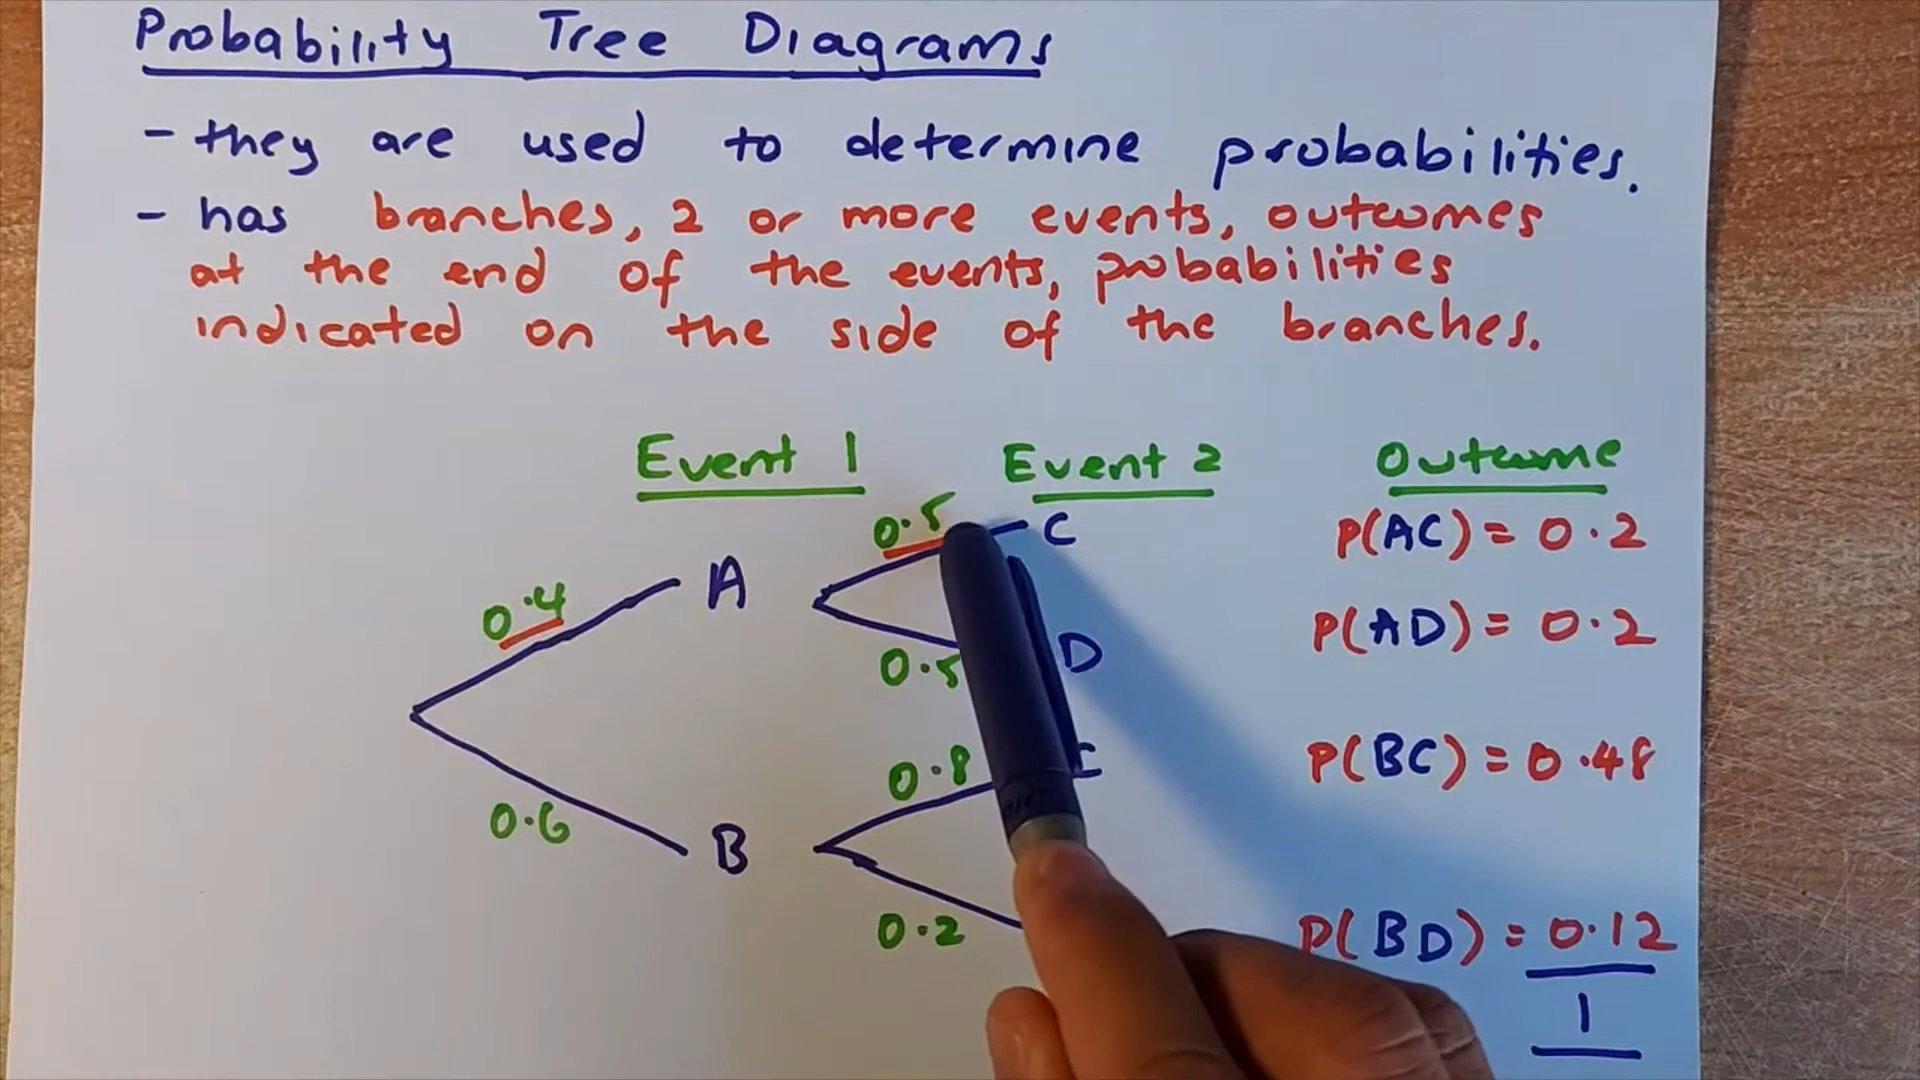 Probability Tree Diagrams
- they are used to determine probabilities.
- has branches, 2 or more events, outcomes
at the end of the events, probabilities
indicated on the side of the branches.
Event 1 Event 2 Outcome
0.5 C P(AC) = 0.2
0.4 A
0.5 D P(AD) = 0.2
0.8 P(BC) = 0.48
0.6 B
0.2 P(BD) = 0.12
1